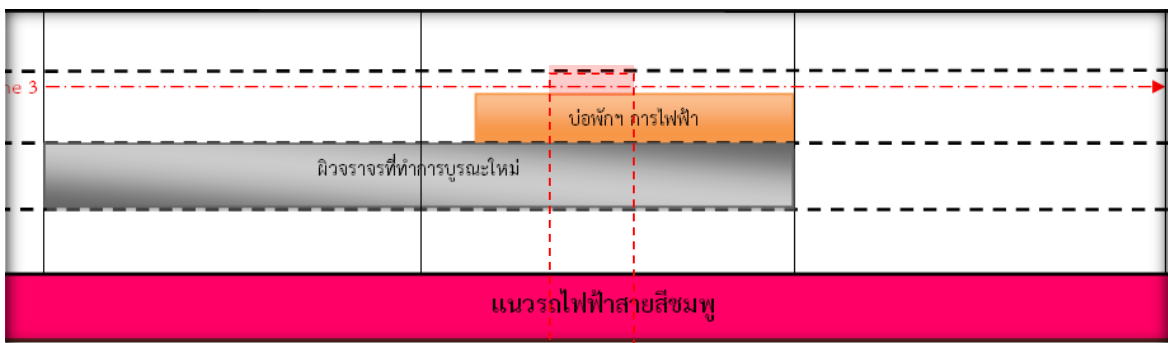 ne 3
บ่อพักฯ การไฟฟ้า
ผิวจราจรที่ทำการบูรณะใหม่
แนวรถไฟฟ้าสายสีชมพู